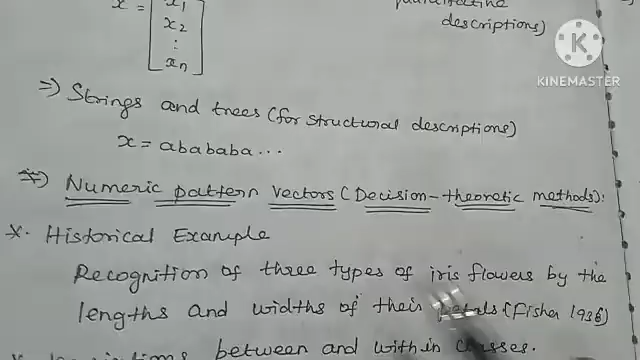 x = [x1
x2
:
xn]
descriptions)
KINEMASTER
=> Strings and trees (for structural descriptions)
x = abababa...
*) Numeric pattern vectors (Decision-theoretic methods):
*. Historical Example
Recognition of three types of iris flowers by the
lengths and widths of their petals (Fisher 1936)
between and within classes.